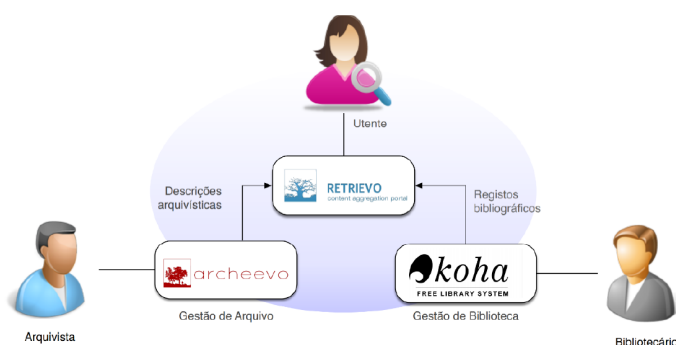 Utente
RETRIEVO
content aggregation portal
Descrições
arquivísticas
Registos
bibliográficos
archeevo
koha
FREE LIBRARY SYSTEM
Gestão de Arquivo
Gestão de Biblioteca
Arquivista
Bibliotecário